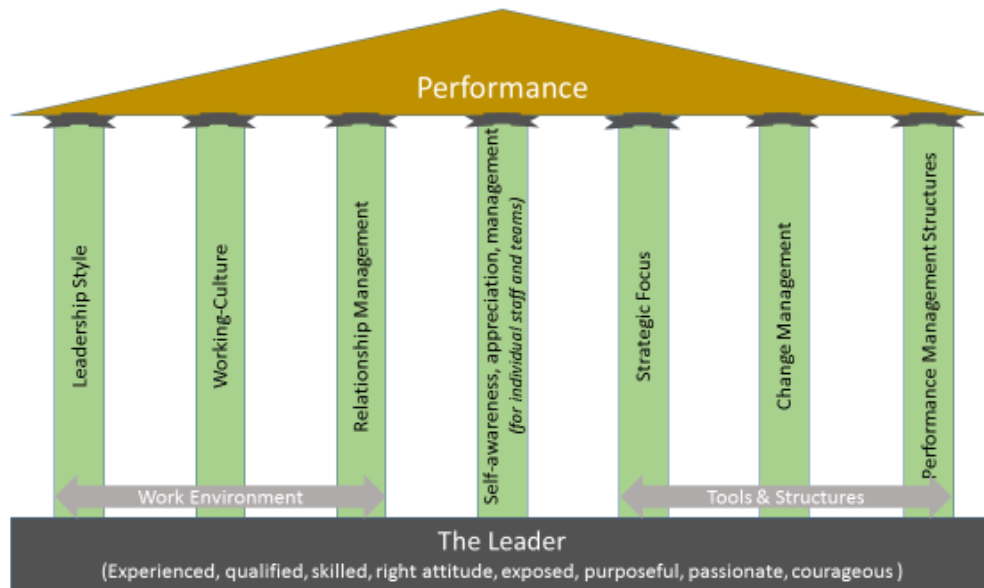 Performance
Leadership Style
Working-Culture
Relationship Management
Self-awareness, appreciation, management
(for individual staff and teams)
Strategic Focus
Change Management
Performance Management Structures
Work Environment
Tools & Structures
The Leader
(Experienced, qualified, skilled, right attitude, exposed, purposeful, passionate, courageous )